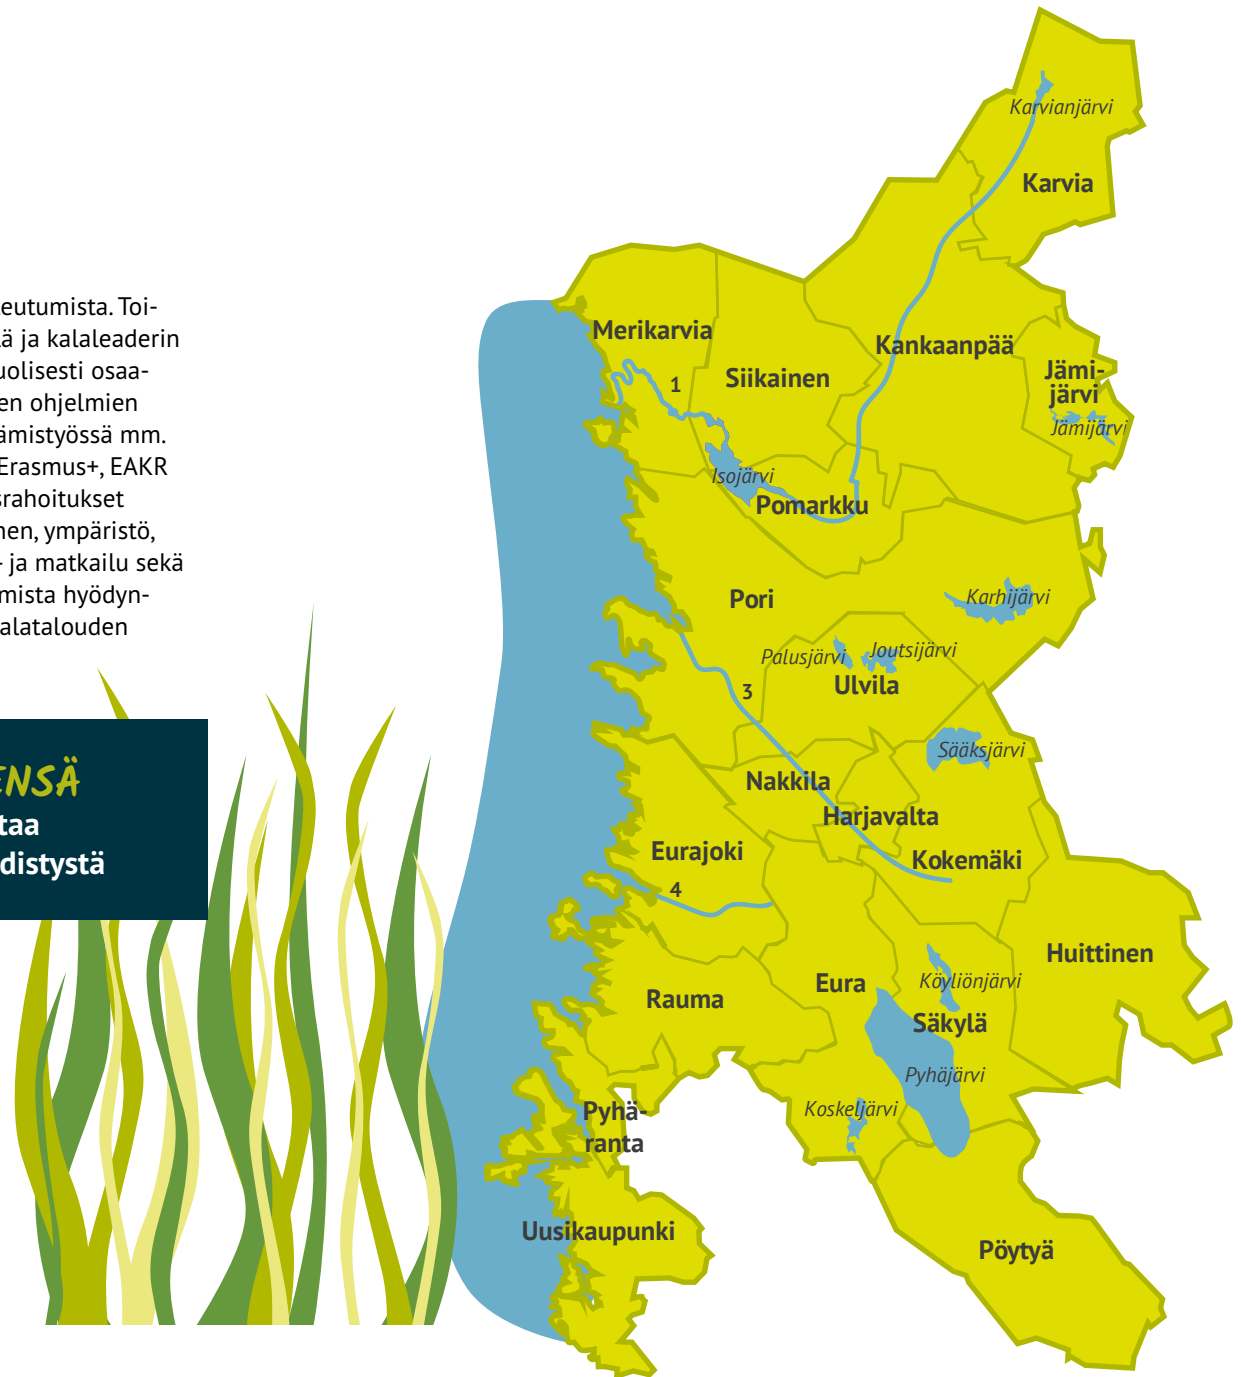 eutumista. Toi-
ä ja kalaleaderin
uolisesti osaa-
en ohjelmien
ämistyössä mm.
Erasmus+, EAKR
srahoitukset
nen, ympäristö,
- ja matkailu sekä
mista hyödyn-
alatalouden
ENSÄ
taa
distystä
Karvianjärvi
Karvia
Merikarvia
Kankaanpää
Siikainen
1
Jämi-
järvi
Jämijärvi
Isojärvi
Pomarkku
Pori
Karhijärvi
Palusjärvi
Joutsijärvi
Ulvila
3
Sääksjärvi
Nakkila
Harjavalta
Eurajoki
Kokemäki
4
Huittinen
Eura
Köyliönjärvi
Rauma
Säkylä
Pyhäjärvi
Koskeljärvi
Pyhä-
ranta
Uusikaupunki
Pöytyä